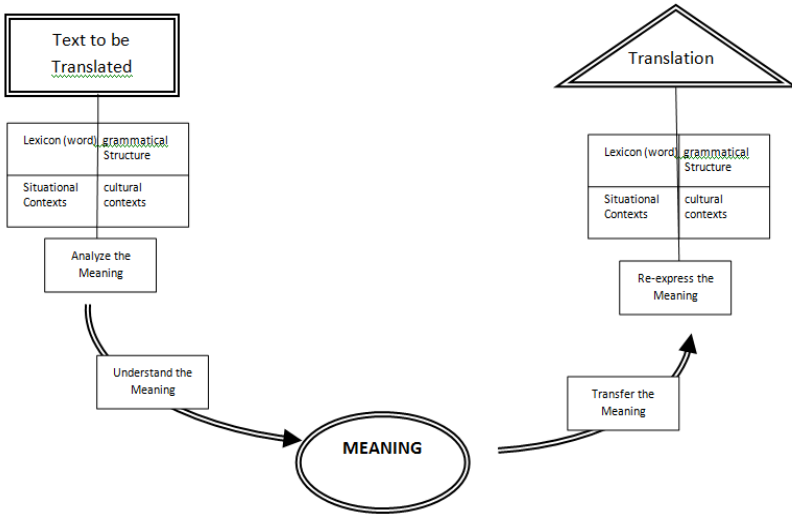 Text to be
Translated
Lexicon (word) grammatical
Structure
Situational
Contexts
cultural
contexts
Analyze the
Meaning
Understand the
Meaning
MEANING
Transfer the
Meaning
Re-express the
Meaning
Lexicon (word) grammatical
Structure
Situational
Contexts
cultural
contexts
Translation